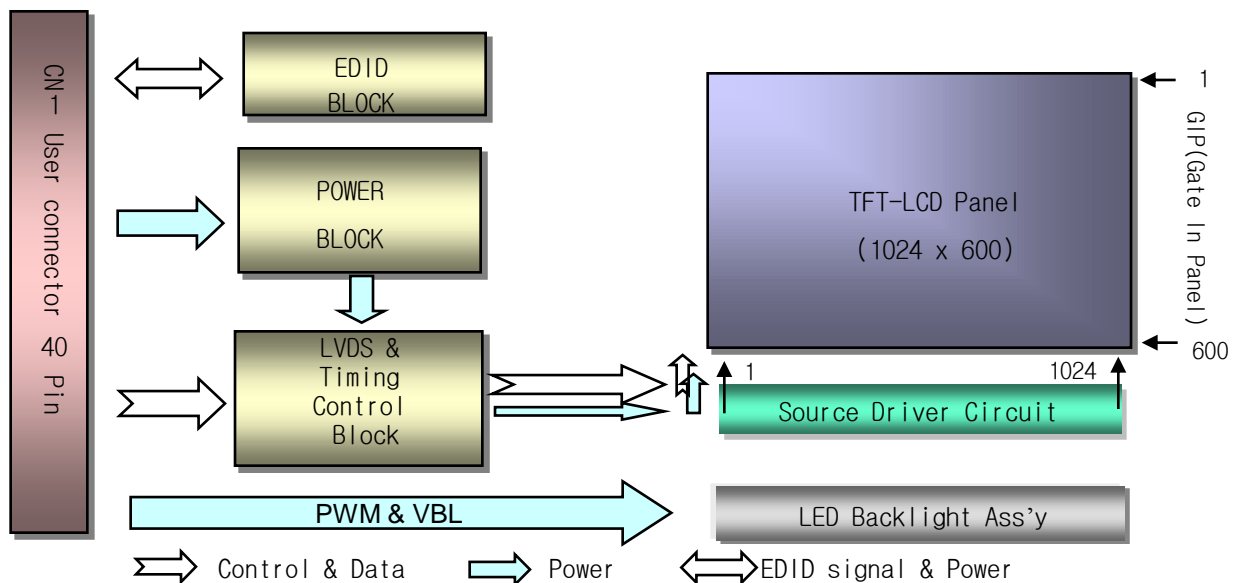 CN1 User connector 40 Pin
EDID
BLOCK
POWER
BLOCK
LVDS &
Timing
Control
Block
PWM & VBL
TFT-LCD Panel
(1024 x 600)
1
GIP(Gate In Panel)
600
1
1024
Source Driver Circuit
LED Backlight Ass’y
Control & Data
Power
EDID signal & Power